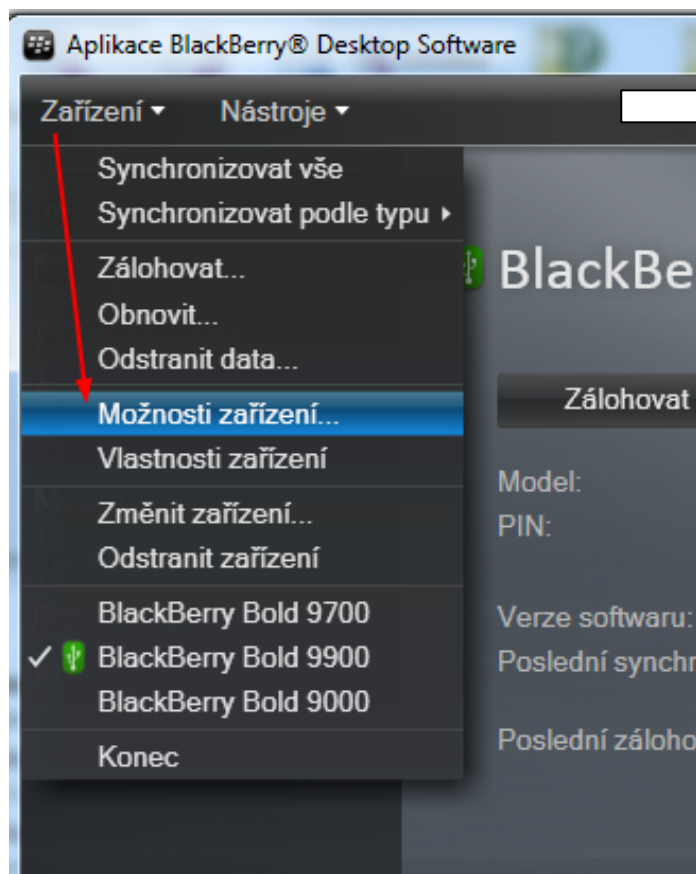 Aplikace BlackBerry® Desktop Software
Zařízení Nástroje
Synchronizovat vše
Synchronizovat podle typu
Zálohovat...
Obnovit...
Odstranit data...
Možnosti zařízení...
Vlastnosti zařízení
Změnit zařízení...
Odstranit zařízení
BlackBerry Bold 9700
BlackBerry Bold 9900
BlackBerry Bold 9000
Konec
BlackBe
Zálohovat
Model:
PIN:
Verze softwaru:
Poslední synchr
Poslední záloho